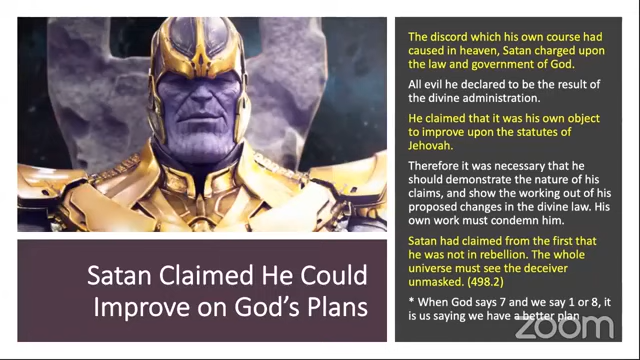 The discord which his own course had
caused in heaven, Satan charged upon
the law and government of God.
All evil he declared to be the result of
the divine administration.
He claimed that it was his own object
to improve upon the statutes of
Jehovah.
Therefore it was necessary that he
should demonstrate the nature of his
claims, and show the working out of his
proposed changes in the divine law. His
own work must condemn him.
Satan had claimed from the first that
he was not in rebellion. The whole
universe must see the deceiver
unmasked. (498.2)
* When God says 7 and we say 1 or 8, it
is us saying we have a better plan
zoom
Satan Claimed He Could
Improve on God's Plans